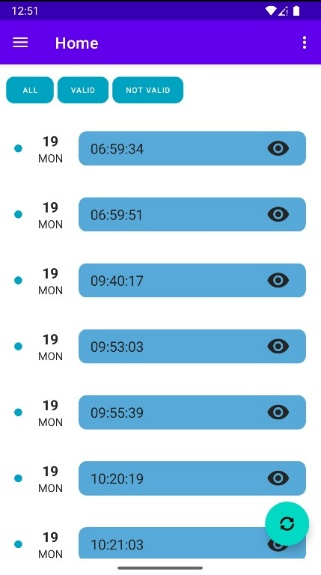 12:51
Home
ALL VALID NOT VALID
19
MON
06:59:34
19
MON
06:59:51
19
MON
09:40:17
19
MON
09:53:03
19
MON
09:55:39
19
MON
10:20:19
19
MON
10:21:03